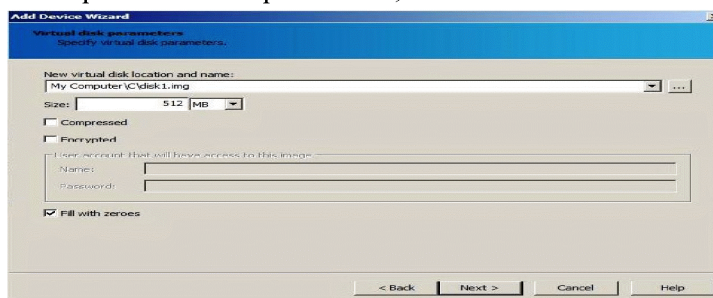 Add Device Wizard
Virtual disk parameters
Specify virtual disk parameters.
New virtual disk location and name:
My Computer\C\disk1.img
...
Size: 512 MB
Compressed
Encrypted
User account that will have access to this image
Name:
Password:
Fill with zeroes
< Back Next > Cancel Help